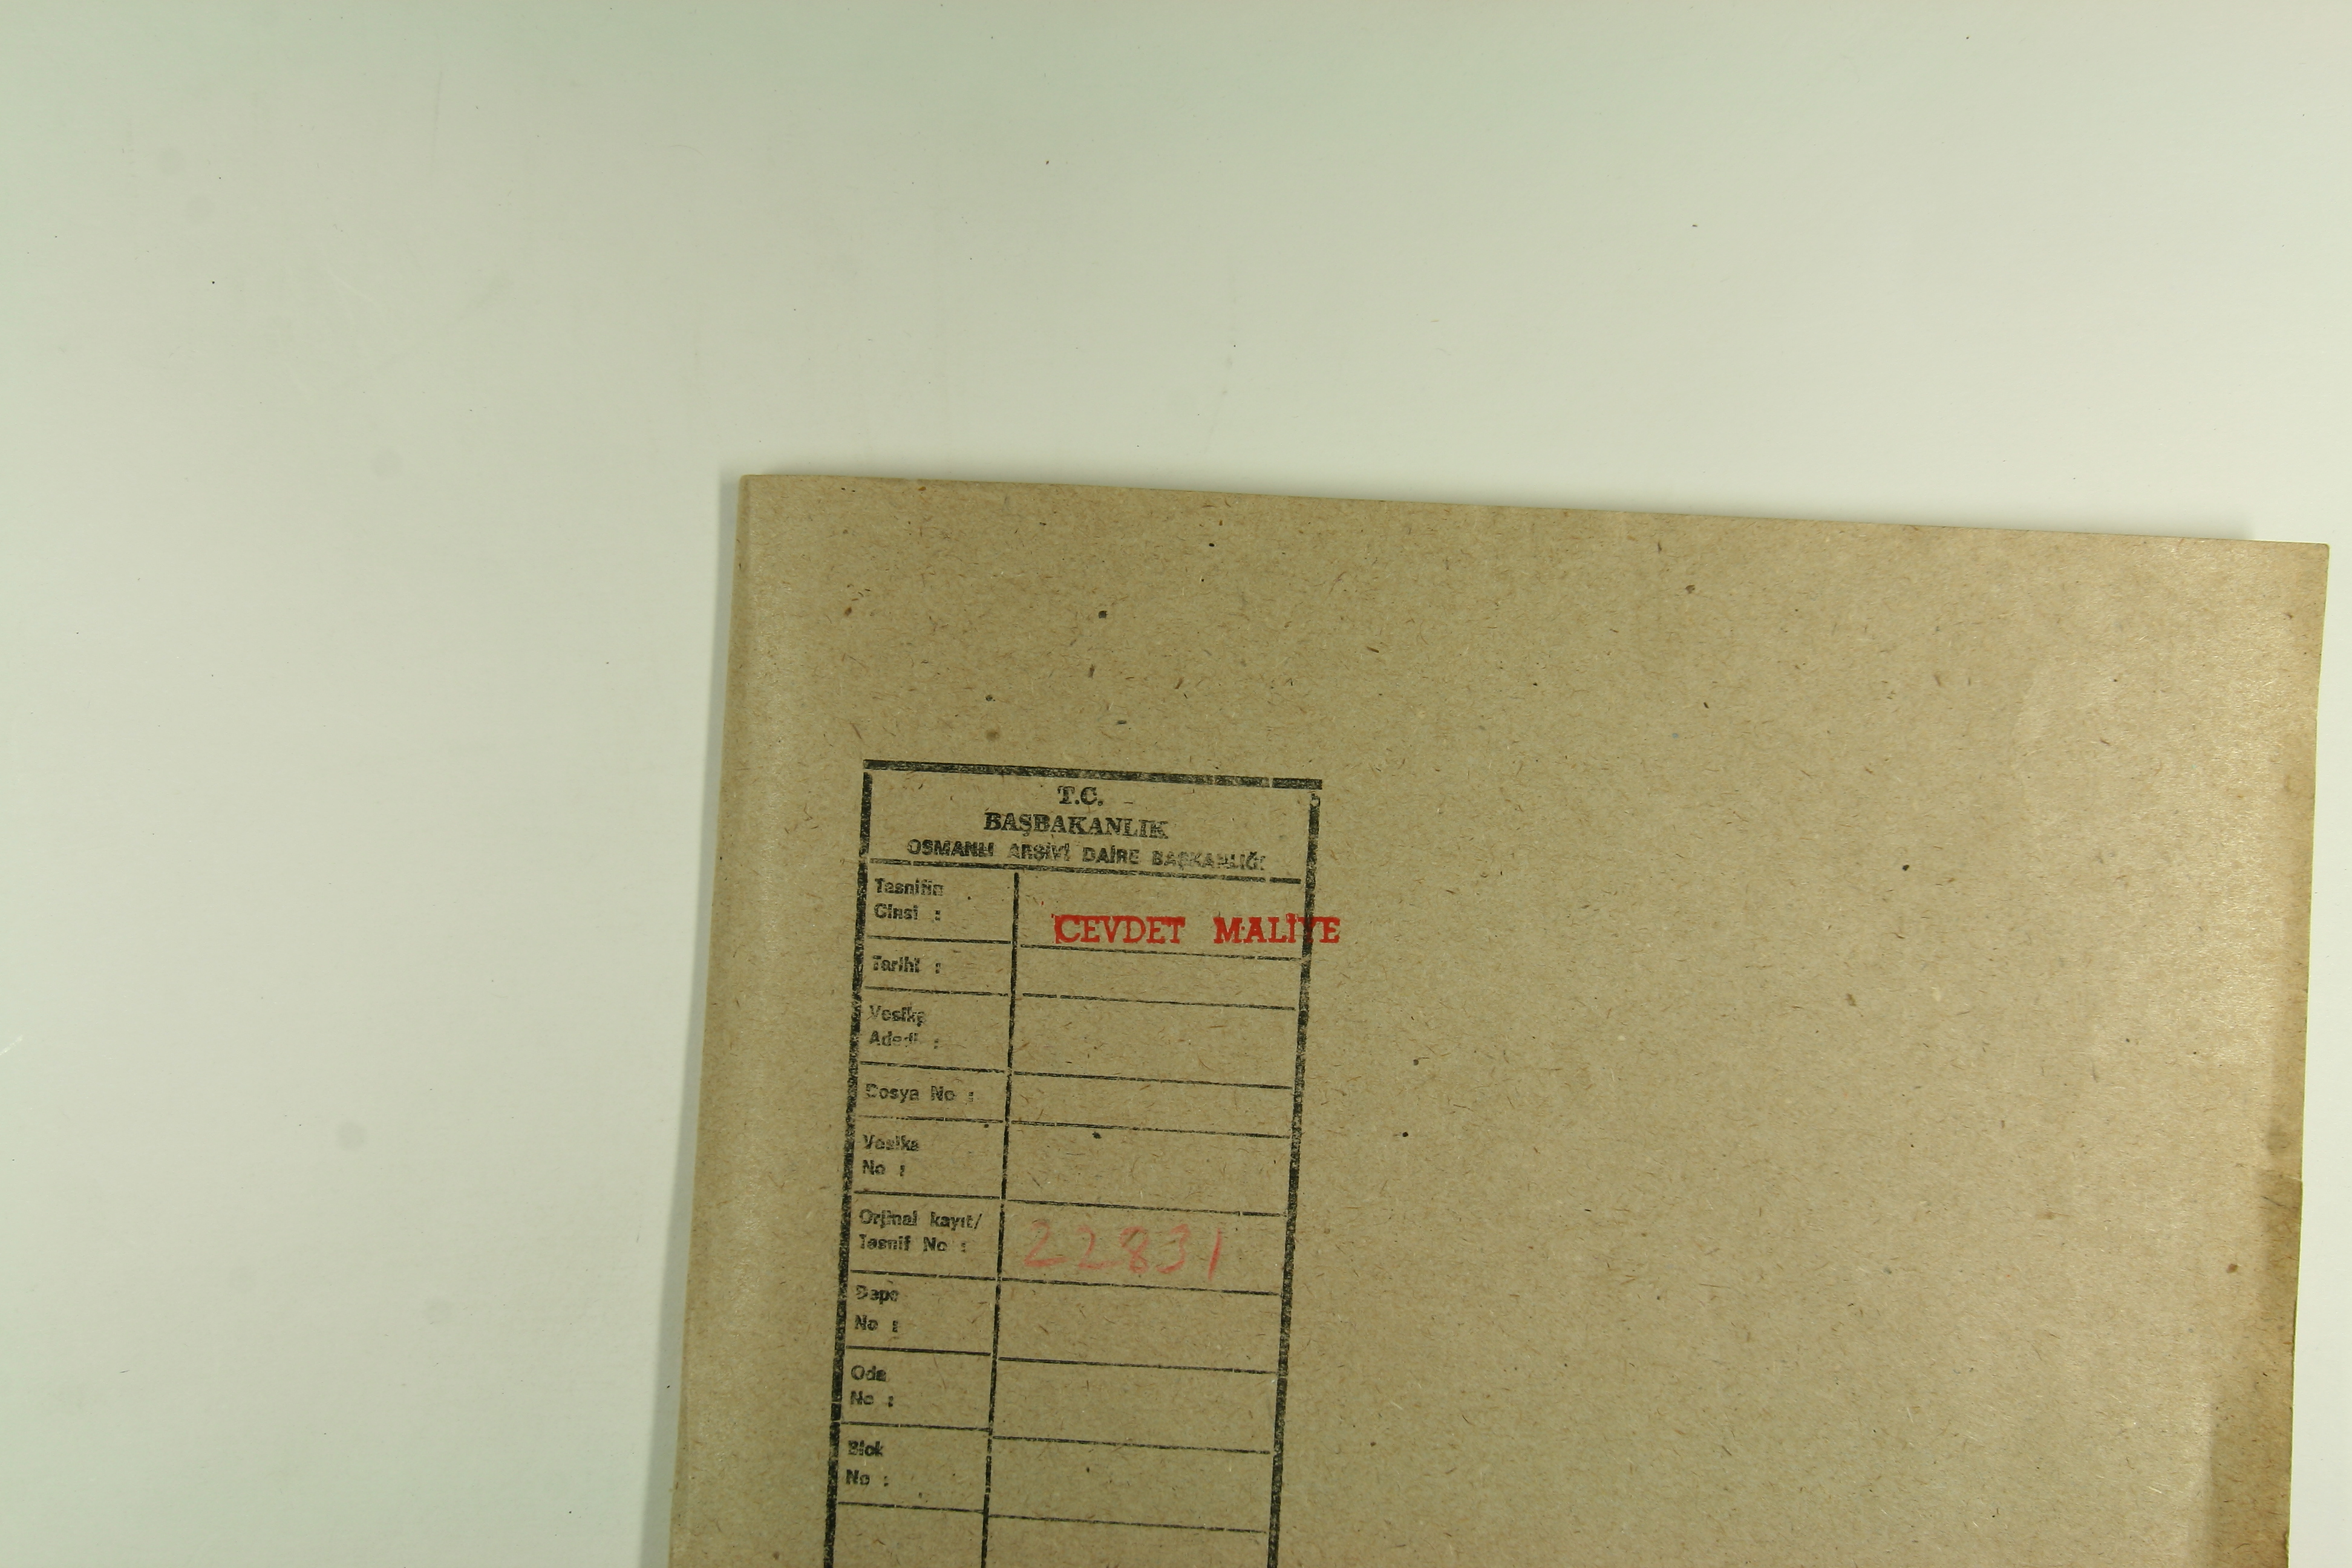 T.C.
BAŞBAKANLIK
OSMANLI ARŞİVİ DAİRE BAŞKANLIĞI
Tasnifin
Cinsi :
CEVDET MALİYE
Tarihi :
Vesika
Adedi :
Dosya No :
Vesika
No :
Orjinal kayıt/
Tasnif No :
22831
Depo
No :
Oda
No :
Blok
No :